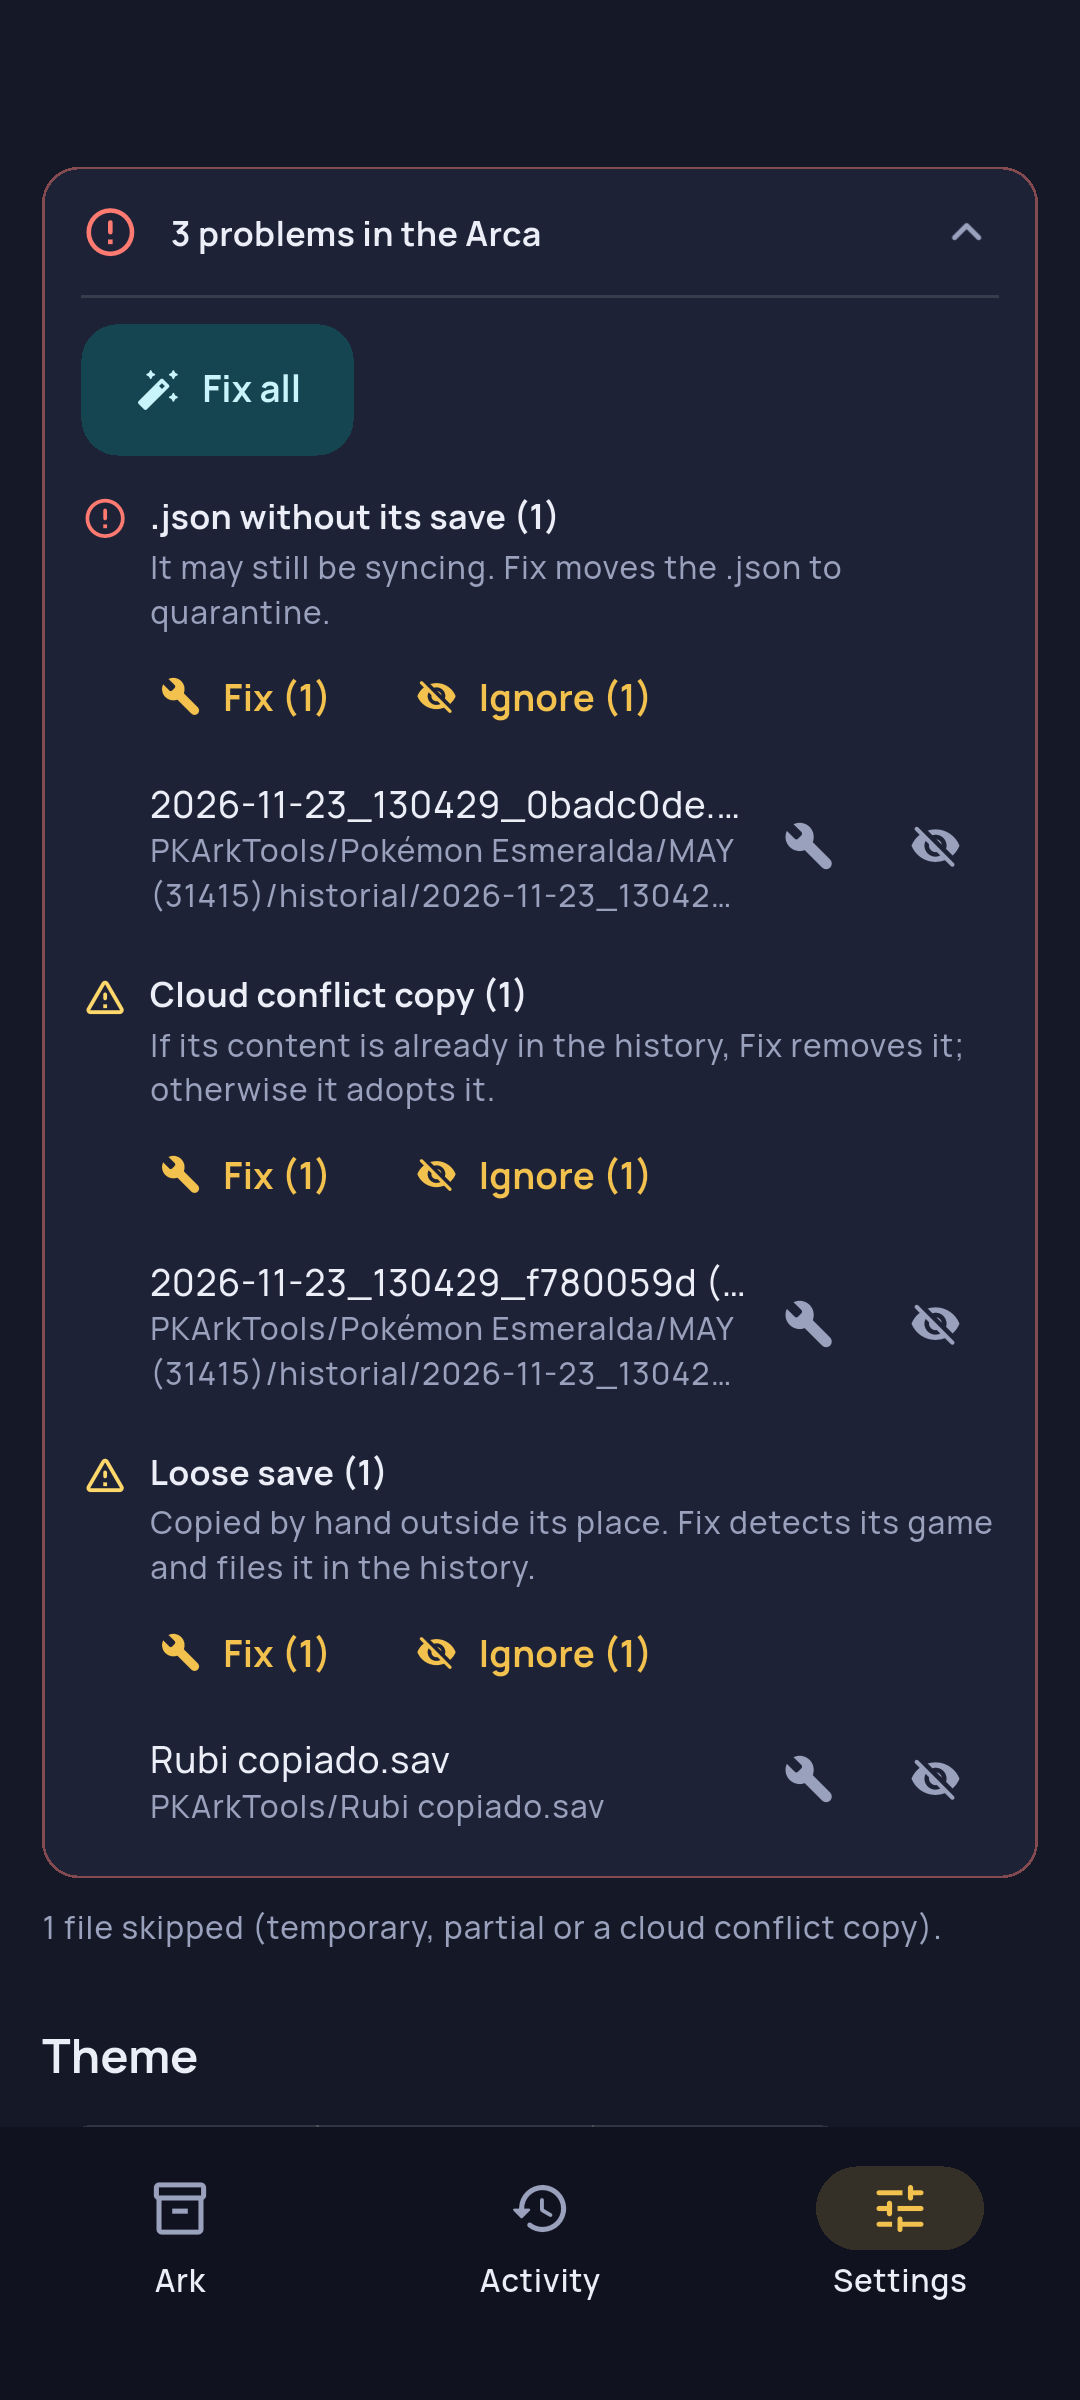 3 problems in the Arca
Fix all
.json without its save (1)
It may still be syncing. Fix moves the .json to
quarantine.
Fix (1)
Ignore (1)
2026-11-23_130429_0badc0de....
PKArkTools/Pokémon Esmeralda/MAY
(31415)/historial/2026-11-23_13042...
Cloud conflict copy (1)
If its content is already in the history, Fix removes it;
otherwise it adopts it.
Fix (1)
Ignore (1)
2026-11-23_130429_f780059d (...
PKArkTools/Pokémon Esmeralda/MAY
(31415)/historial/2026-11-23_13042...
Loose save (1)
Copied by hand outside its place. Fix detects its game
and files it in the history.
Fix (1)
Ignore (1)
Rubi copiado.sav
PKArkTools/Rubi copiado.sav
1 file skipped (temporary, partial or a cloud conflict copy).
Theme
Ark
Activity
Settings